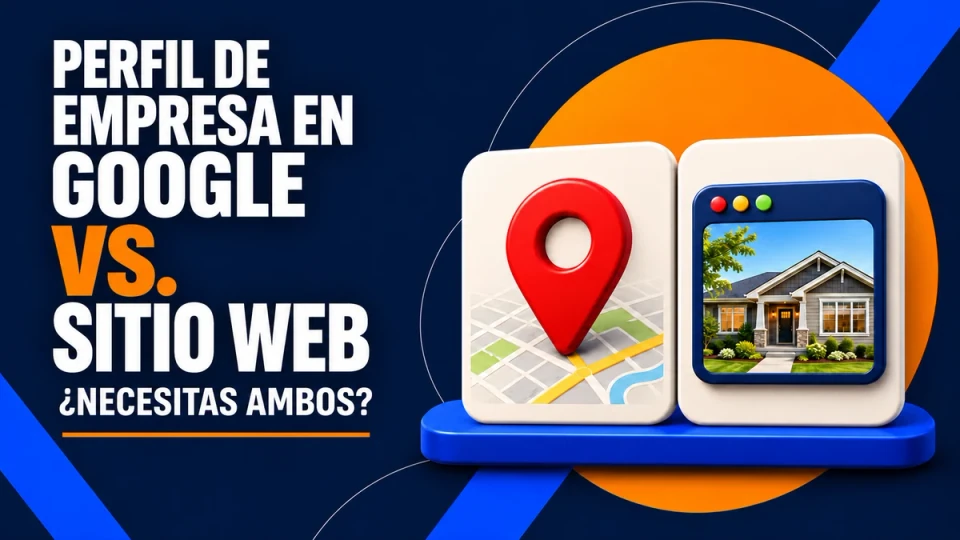 PERFIL DE
EMPRESA EN
GOOGLE
VS.
SITIO WEB
¿NECESITAS AMBOS?